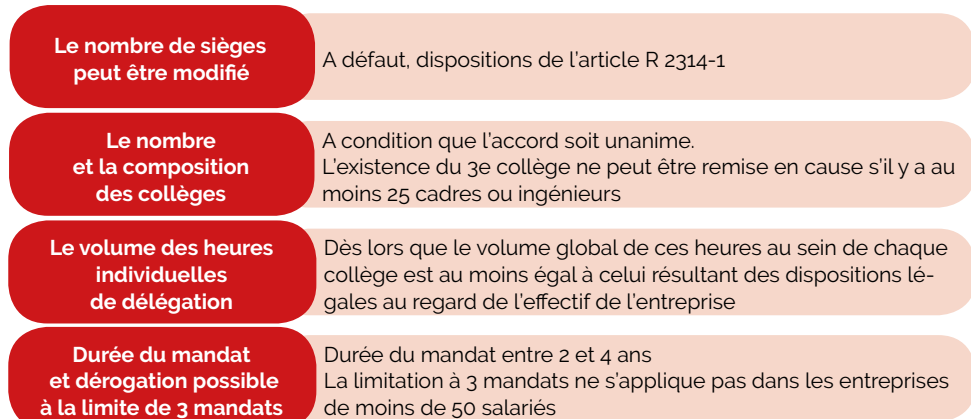 Le nombre de sièges
peut être modifié
A défaut, dispositions de l'article R 2314-1
Le nombre
et la composition
des collèges
A condition que l'accord soit unanime.
L'existence du 3e collège ne peut être remise en cause s'il y a au
moins 25 cadres ou ingénieurs
Le volume des heures
individuelles
de délégation
Dès lors que le volume global de ces heures au sein de chaque
collège est au moins égal à celui résultant des dispositions lé-
gales au regard de l'effectif de l'entreprise
Durée du mandat
et dérogation possible
à la limite de 3 mandats
Durée du mandat entre 2 et 4 ans
La limitation à 3 mandats ne s'applique pas dans les entreprises
de moins de 50 salariés